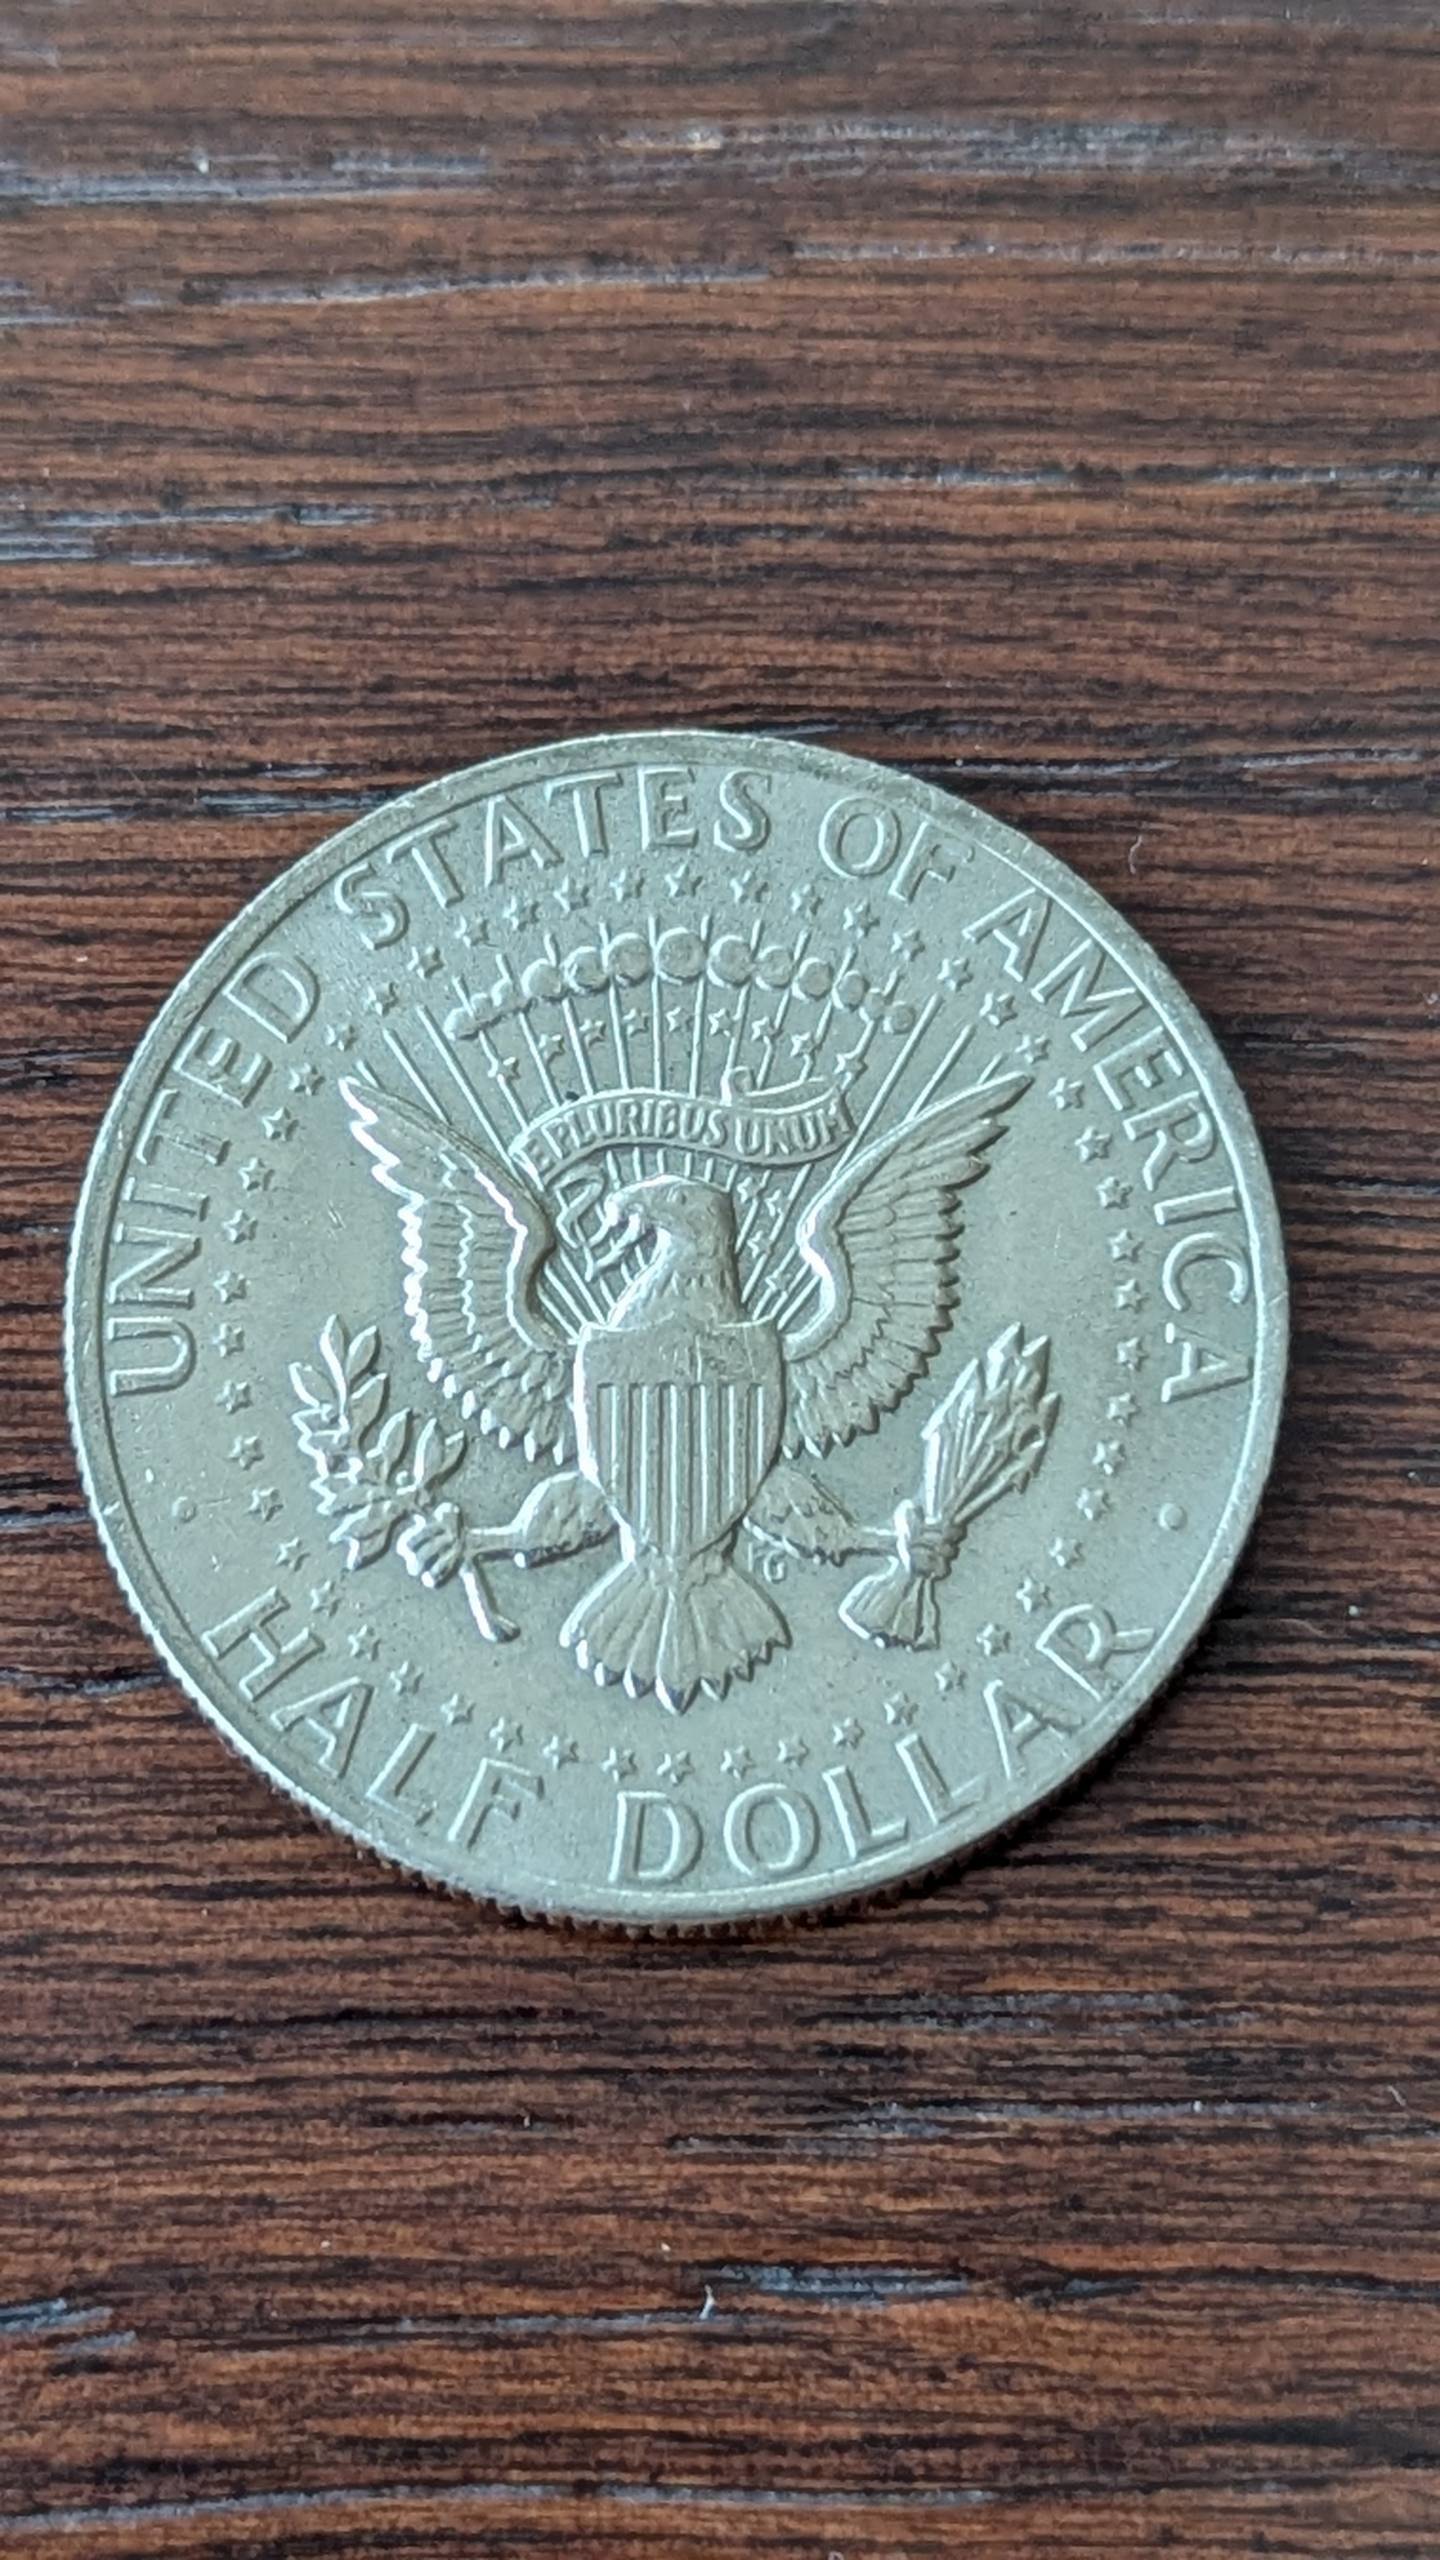 UNITED STATES OF AMERICA
E PLURIBUS UNUM
FG
HALF DOLLAR